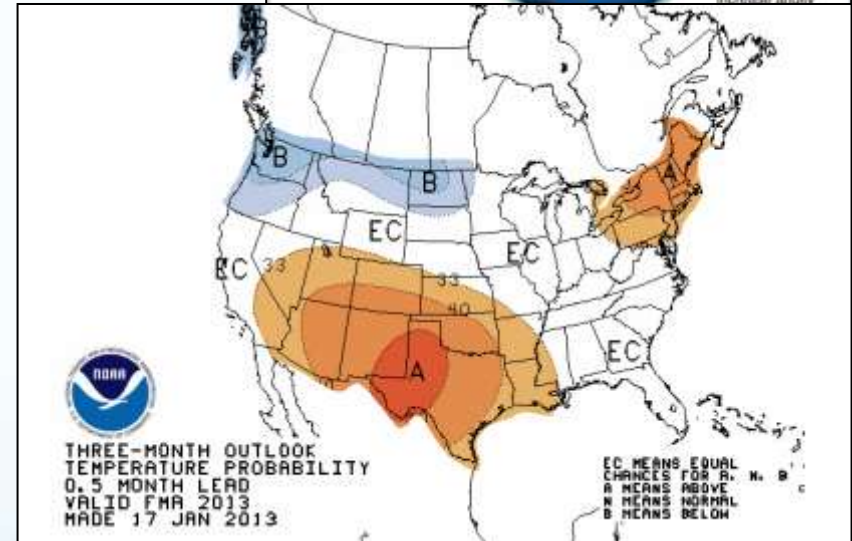 B
B
B
A
EC
EC
EC 33
33
40
A
EC
NOAA
THREE-MONTH OUTLOOK
TEMPERATURE PROBABILITY
0.5 MONTH LEAD
VALID FMA 2013
MADE 17 JAN 2013
EC MEANS EQUAL
CHANCES FOR A, N, B
A MEANS ABOVE
N MEANS NORMAL
B MEANS BELOW